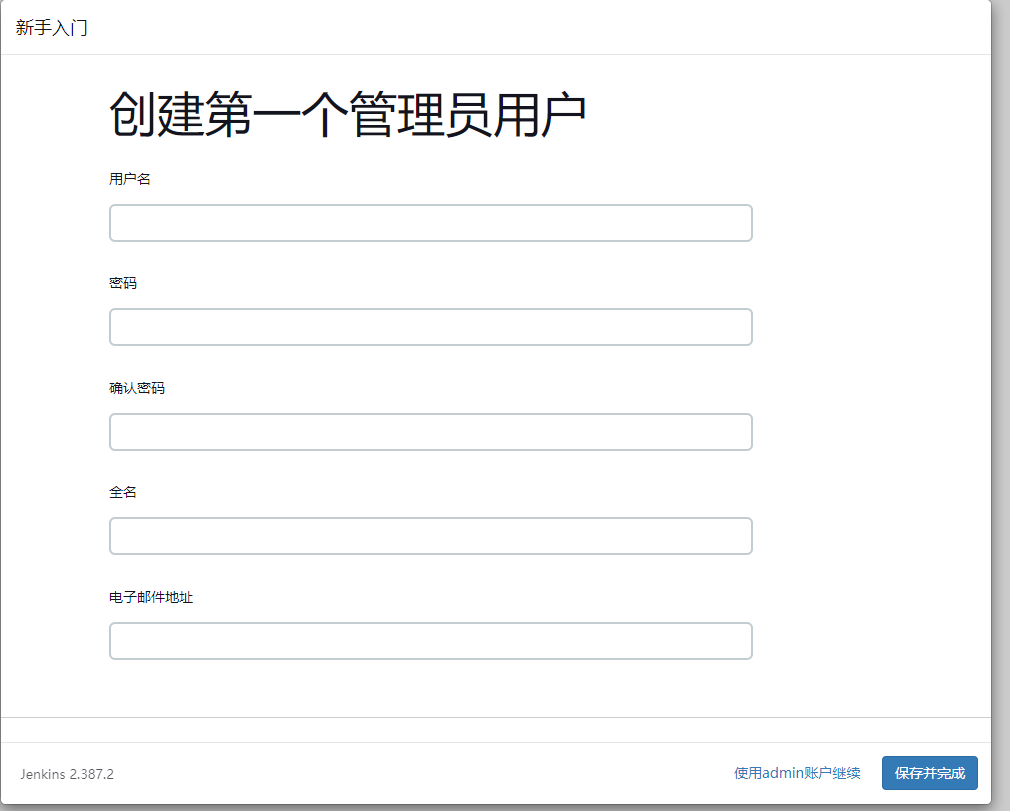 新手入门
创建第一个管理员用户
用户名
密码
确认密码
全名
电子邮件地址
Jenkins 2.387.2
使用admin账户继续
保存并完成